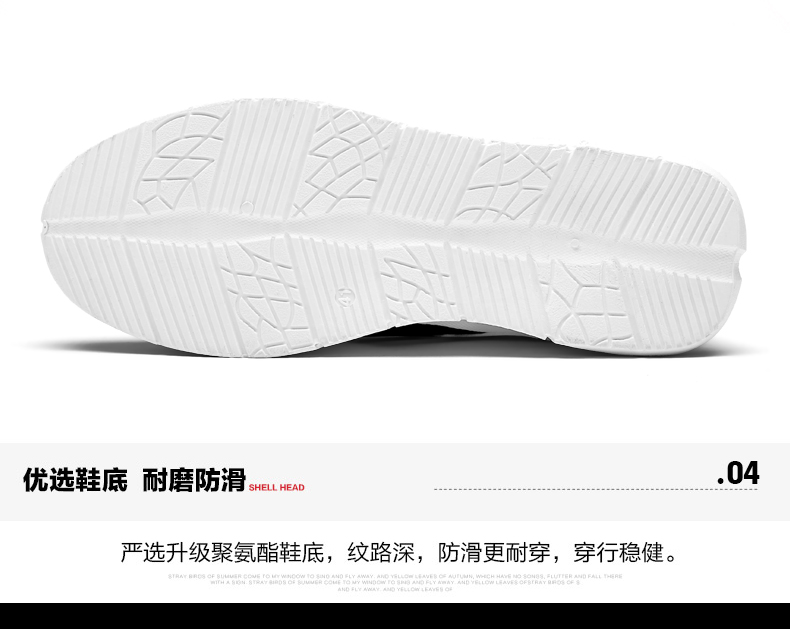 优选鞋底 耐磨防滑 SHELL HEAD
.04
严选升级聚氨酯鞋底，纹路深，防滑更耐穿，穿行稳健。
STRAY BIRDS OF SUMMER COME TO MY WINDOW TO SING AND FLY AWAY. AND YELLOW LEAVES OF AUTUMN, WHICH HAVE NO SONGS, FLUTTER AND FALL THERE
WITH A SIGN. STRAY BIRDS OF SUMMER COME TO MY WINDOW TO SING AND FLY AWAY. AND YELLOW LEAVES OFSTRAY BIRDS OF S
AND FLY AWAY. AND YELLOW LEAVES OF